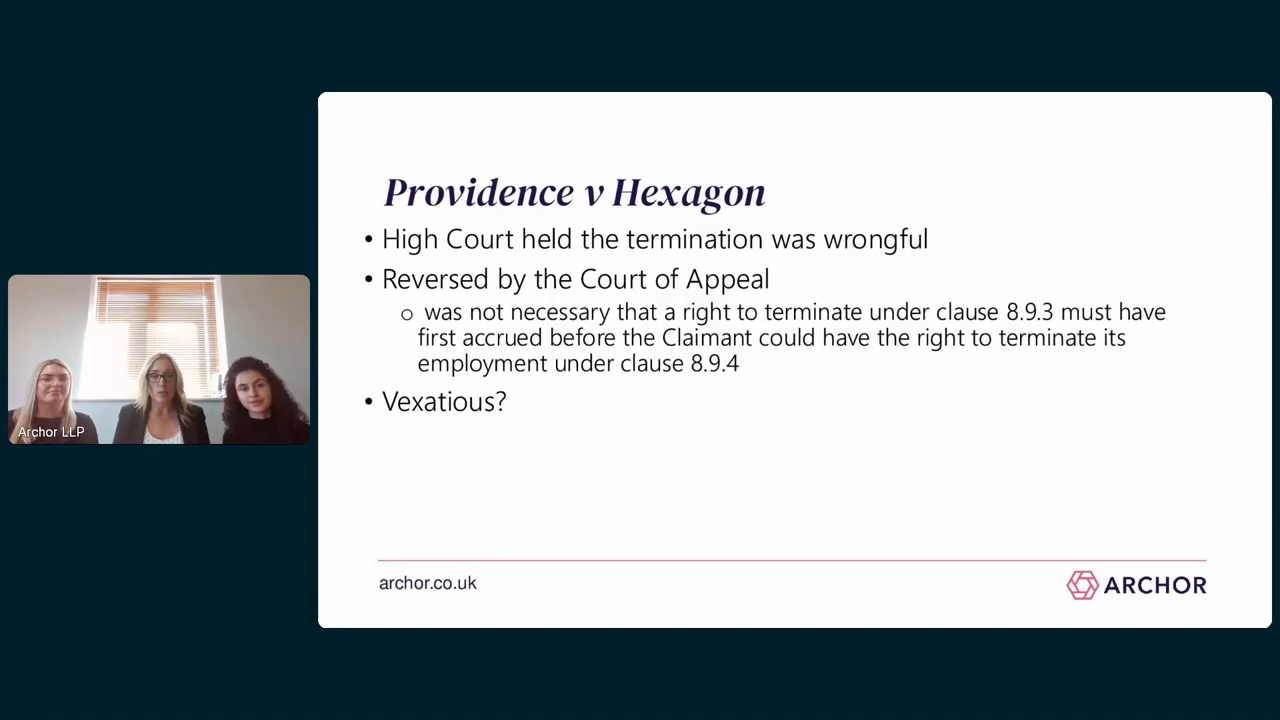 Providence v Hexagon
• High Court held the termination was wrongful
• Reversed by the Court of Appeal
o was not necessary that a right to terminate under clause 8.9.3 must have
first accrued before the Claimant could have the right to terminate its
employment under clause 8.9.4
• Vexatious?
Archor LLP
archor.co.uk
ARCHOR